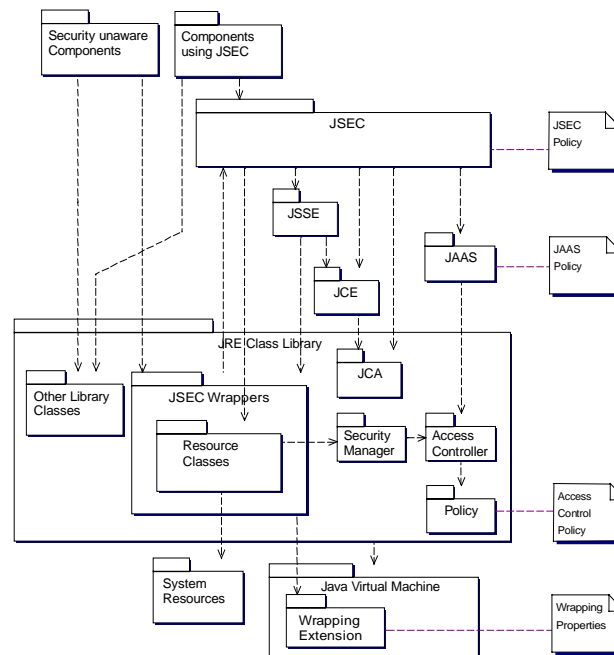 Security unaware
Components
Components
using JSEC
JSEC
JSEC
Policy
JSSE
JAAS
JAAS
Policy
JCE
JRE Class Library
JCA
Other Library
Classes
JSEC Wrappers
Resource
Classes
Security
Manager
Access
Controller
Policy
Access
Control
Policy
System
Resources
Java Virtual Machine
Wrapping
Extension
Wrapping
Properties